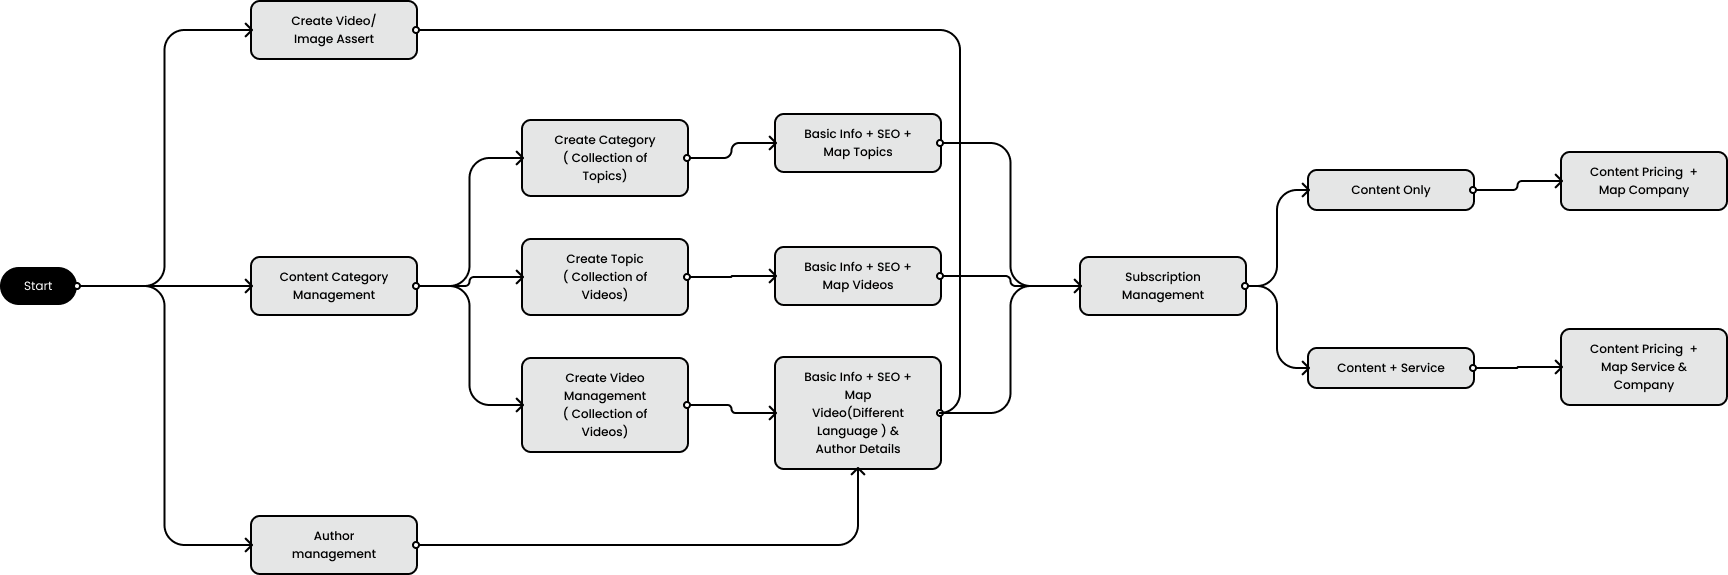 Start
Create Video/
Image Assert
Content Category
Management
Author
management
Create Category
( Collection of
Topics)
Create Topic
( Collection of
Videos)
Create Video
Management
( Collection of
Videos)
Basic Info + SEO +
Map Topics
Basic Info + SEO +
Map Videos
Basic Info + SEO +
Map
Video(Different
Language ) &
Author Details
Subscription
Management
Content Only
Content + Service
Content Pricing +
Map Company
Content Pricing +
Map Service &
Company